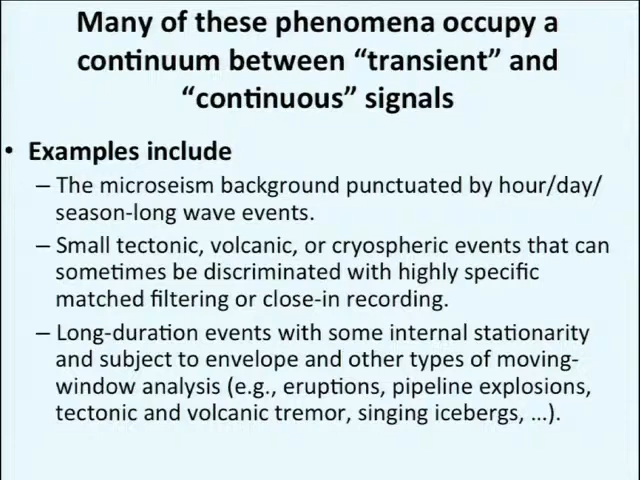 Many of these phenomena occupy a
continuum between “transient” and
“continuous” signals
• Examples include
– The microseism background punctuated by hour/day/
season-long wave events.
– Small tectonic, volcanic, or cryospheric events that can
sometimes be discriminated with highly specific
matched filtering or close-in recording.
– Long-duration events with some internal stationarity
and subject to envelope and other types of moving-
window analysis (e.g., eruptions, pipeline explosions,
tectonic and volcanic tremor, singing icebergs, …).